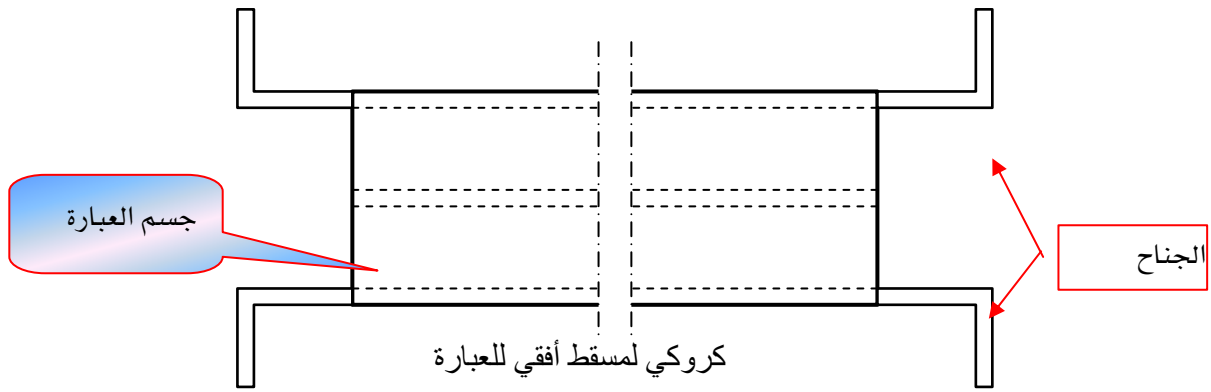 جسم العبارة
الجناح
كروكي لمسقط أفقي للعبارة